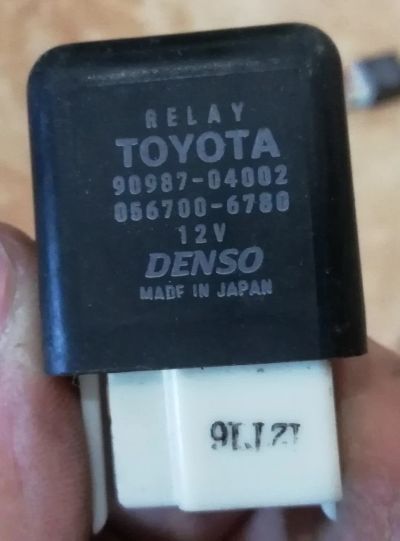 RELAY
TOYOTA
90987-04002
056700-6780
12V
DENSO
MADE IN JAPAN